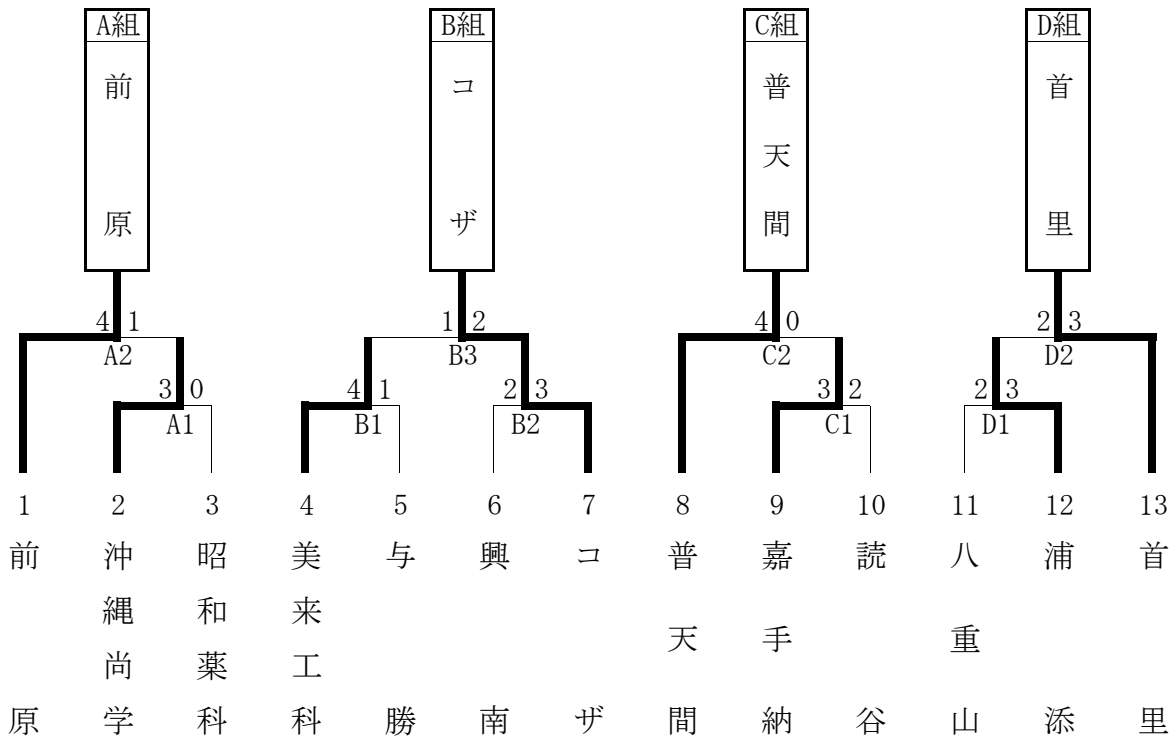 A組
B組
C組
D組
前原
コザ
普天間
首里
4 1
1 2
4 0
2 3
A2
B3
C2
D2
3 0
4 1
2 3
3 2
2 3
A1
B1
B2
C1
D1
1 2 3 4 5 6 7 8 9 10 11 12 13
前原
沖縄尚学
昭和薬科
美来工科
与勝
興南
コザ
普天間
嘉手納
読谷
八重山
浦添
首里